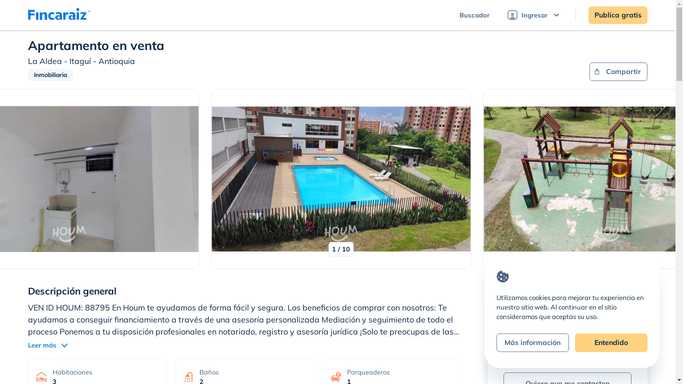 Fincaraiz
Buscador
Ingresar
Publica gratis
Apartamento en venta
La Aldea - Itaguí - Antioquia
Inmobiliaria
Compartir
HOUM
HOUM
HOUM
1 / 10
Descripción general
VEN ID HOUM: 88795 En Houm te ayudamos de forma fácil y segura. Los beneficios de comprar con nosotros: Te
ayudamos a conseguir financiamiento a través de una asesoría personalizada Mediación y seguimiento de todo el
proceso Ponemos a tu disposición profesionales en notariado, registro y asesoría jurídica ¡Solo te preocupas de las...
Leer más
Habitaciones
3
Baños
2
Parqueaderos
1
Utilizamos cookies para mejorar tu experiencia en
nuestro sitio web. Al continuar en el sitio
consideramos que aceptas su uso.
Más información
Entendido
Quiero que me contacten